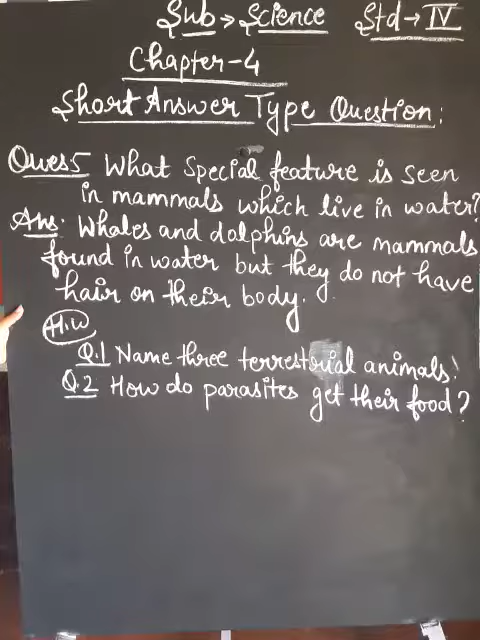 Sub → Science Std → IV
Chapter-4
Short Answer Type Question:
Ques 5 What Special feature is seen
in mammals which live in water?
Ans. Whales and dolphins are mammals
found in water but they do not have
hair on their body.
H.W
Q.1 Name three terrestrial animals!
Q.2 How do parasites get their food?